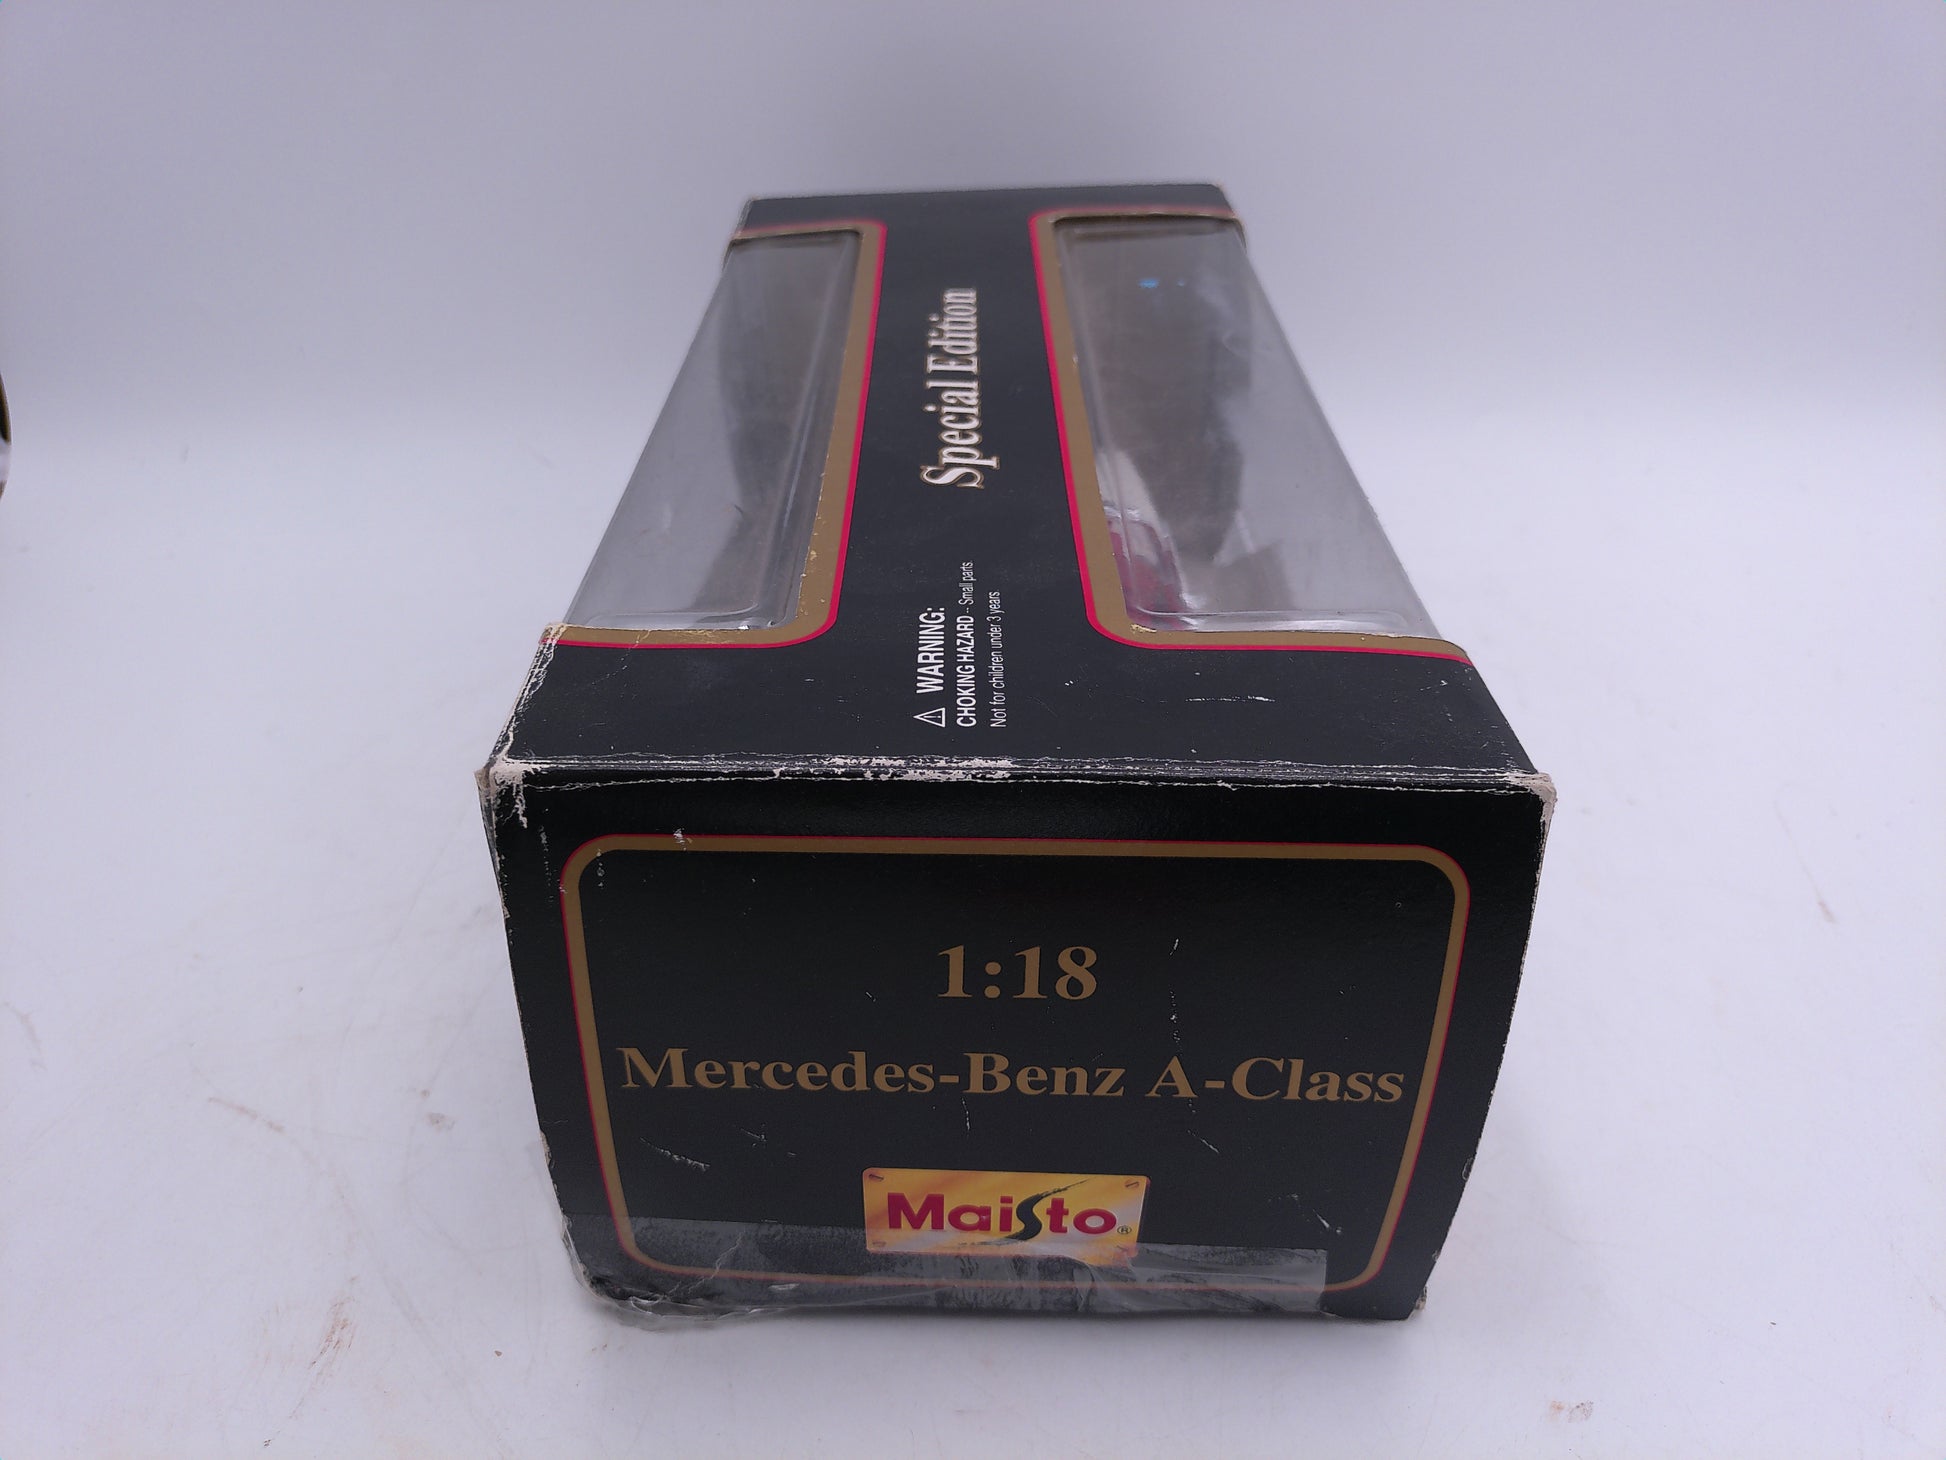 Special Edition
⚠ WARNING:
CHOKING HAZARD -- Small parts
Not for children under 3 years
1:18
Mercedes-Benz A-Class
Maisto®